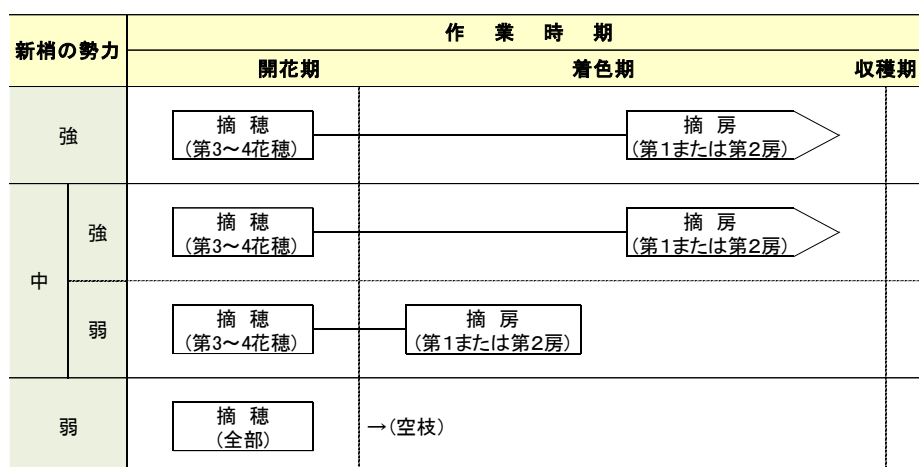 新梢の勢力
作業時期
開花期 着色期 収穫期
強
摘穂
(第3～4花穂)
摘房
(第1または第2房)
中
強
摘穂
(第3～4花穂)
摘房
(第1または第2房)
弱
摘穂
(第3～4花穂)
摘房
(第1または第2房)
弱
摘穂
(全部)
→(空枝)